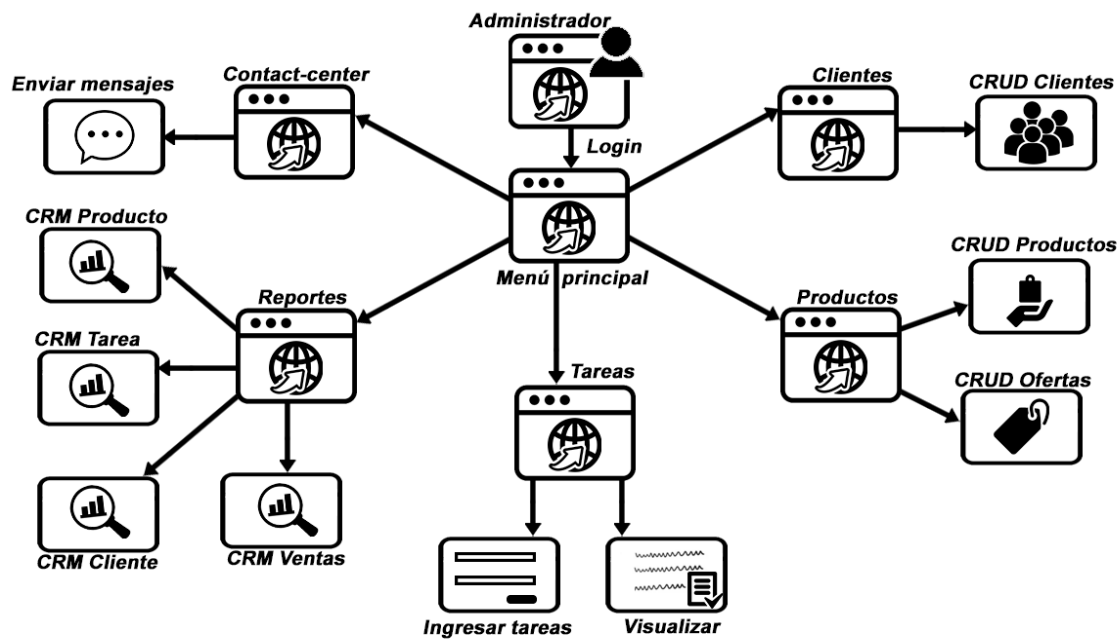 Administrador
Contact-center
Clientes
Enviar mensajes
CRUD Clientes
Login
CRM Producto
CRUD Productos
Menú principal
Reportes
Productos
CRM Tarea
Tareas
CRUD Ofertas
CRM Cliente
CRM Ventas
Ingresar tareas
Visualizar